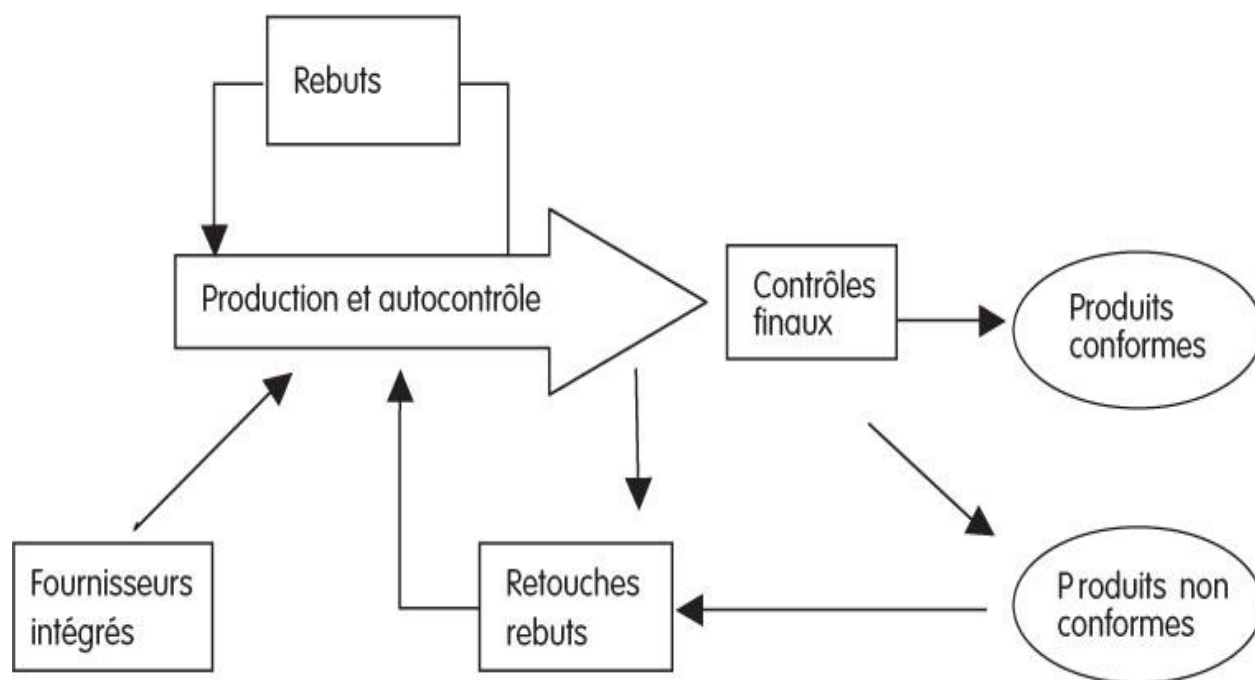 Rebuts
Production et autocontrôle
Contrôles
finaux
Produits
conformes
Fournisseurs
intégrés
Retouches
rebuts
Produits non
conformes